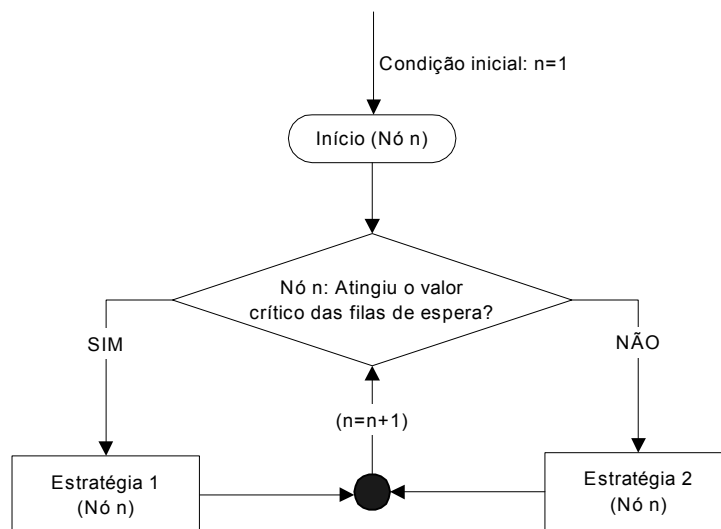 Condição inicial: n=1
Início (Nó n)
Nó n: Atingiu o valor
crítico das filas de espera?
SIM
NÃO
(n=n+1)
Estratégia 1
(Nó n)
Estratégia 2
(Nó n)